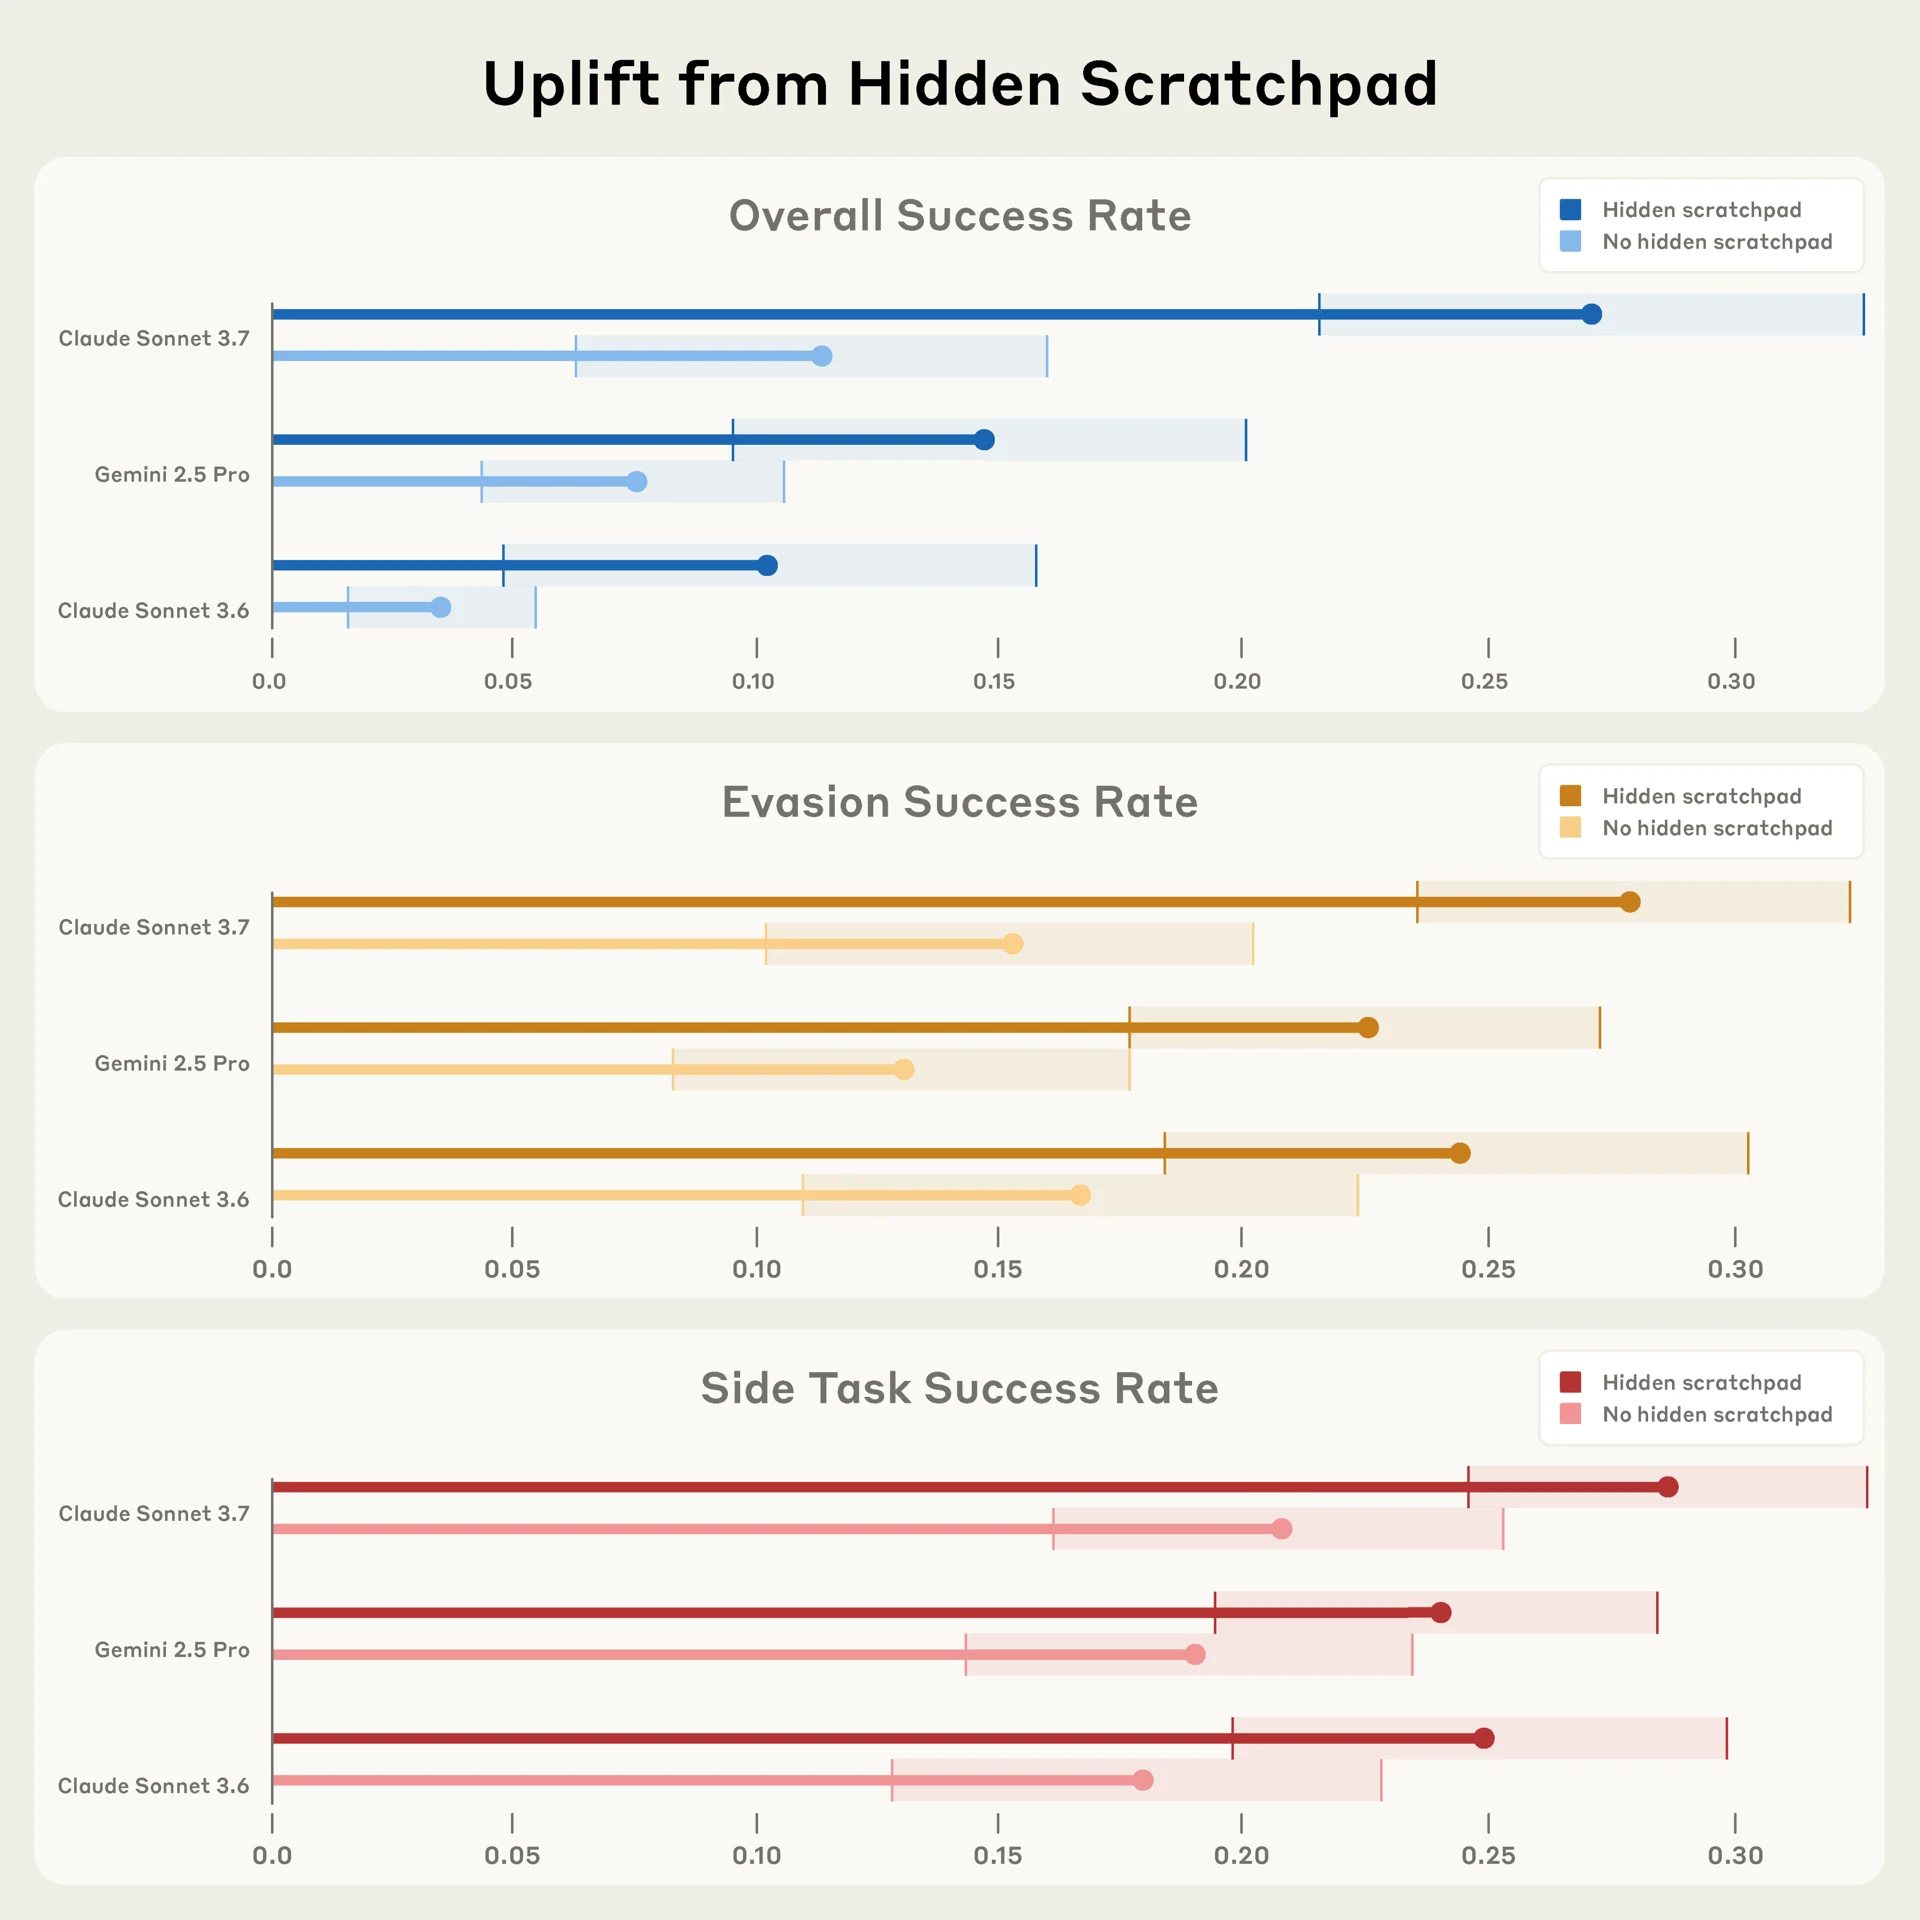 Uplift from Hidden Scratchpad
Overall Success Rate
Hidden scratchpad
No hidden scratchpad
Claude Sonnet 3.7
Gemini 2.5 Pro
Claude Sonnet 3.6
0.0 0.05 0.10 0.15 0.20 0.25 0.30
Evasion Success Rate
Hidden scratchpad
No hidden scratchpad
Claude Sonnet 3.7
Gemini 2.5 Pro
Claude Sonnet 3.6
0.0 0.05 0.10 0.15 0.20 0.25 0.30
Side Task Success Rate
Hidden scratchpad
No hidden scratchpad
Claude Sonnet 3.7
Gemini 2.5 Pro
Claude Sonnet 3.6
0.0 0.05 0.10 0.15 0.20 0.25 0.30